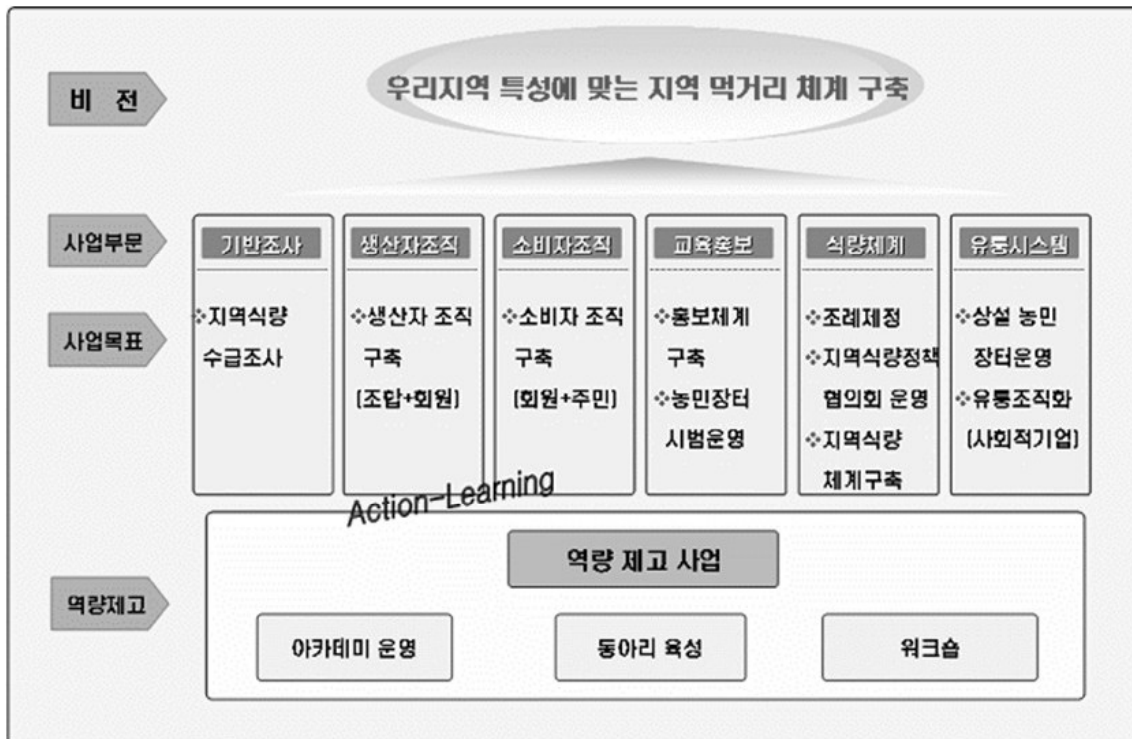 비 전
우리지역 특성에 맞는 지역 먹거리 체계 구축
사업부문
기반조사
생산자조직
소비자조직
교육홍보
식량체계
유통시스템
사업목표
❖지역식량
수급조사
❖생산자 조직
구축
(조합+회원)
❖소비자 조직
구축
(회원+주민)
❖홍보체계
구축
❖농민장터
시범운영
❖조례제정
❖지역식량정책
협의회 운영
❖지역식량
체계구축
❖상설 농민
장터운영
❖유통조직화
(사회적기업)
Action-Learning
역량제고
역량 제고 사업
아카데미 운영
동아리 육성
워크숍